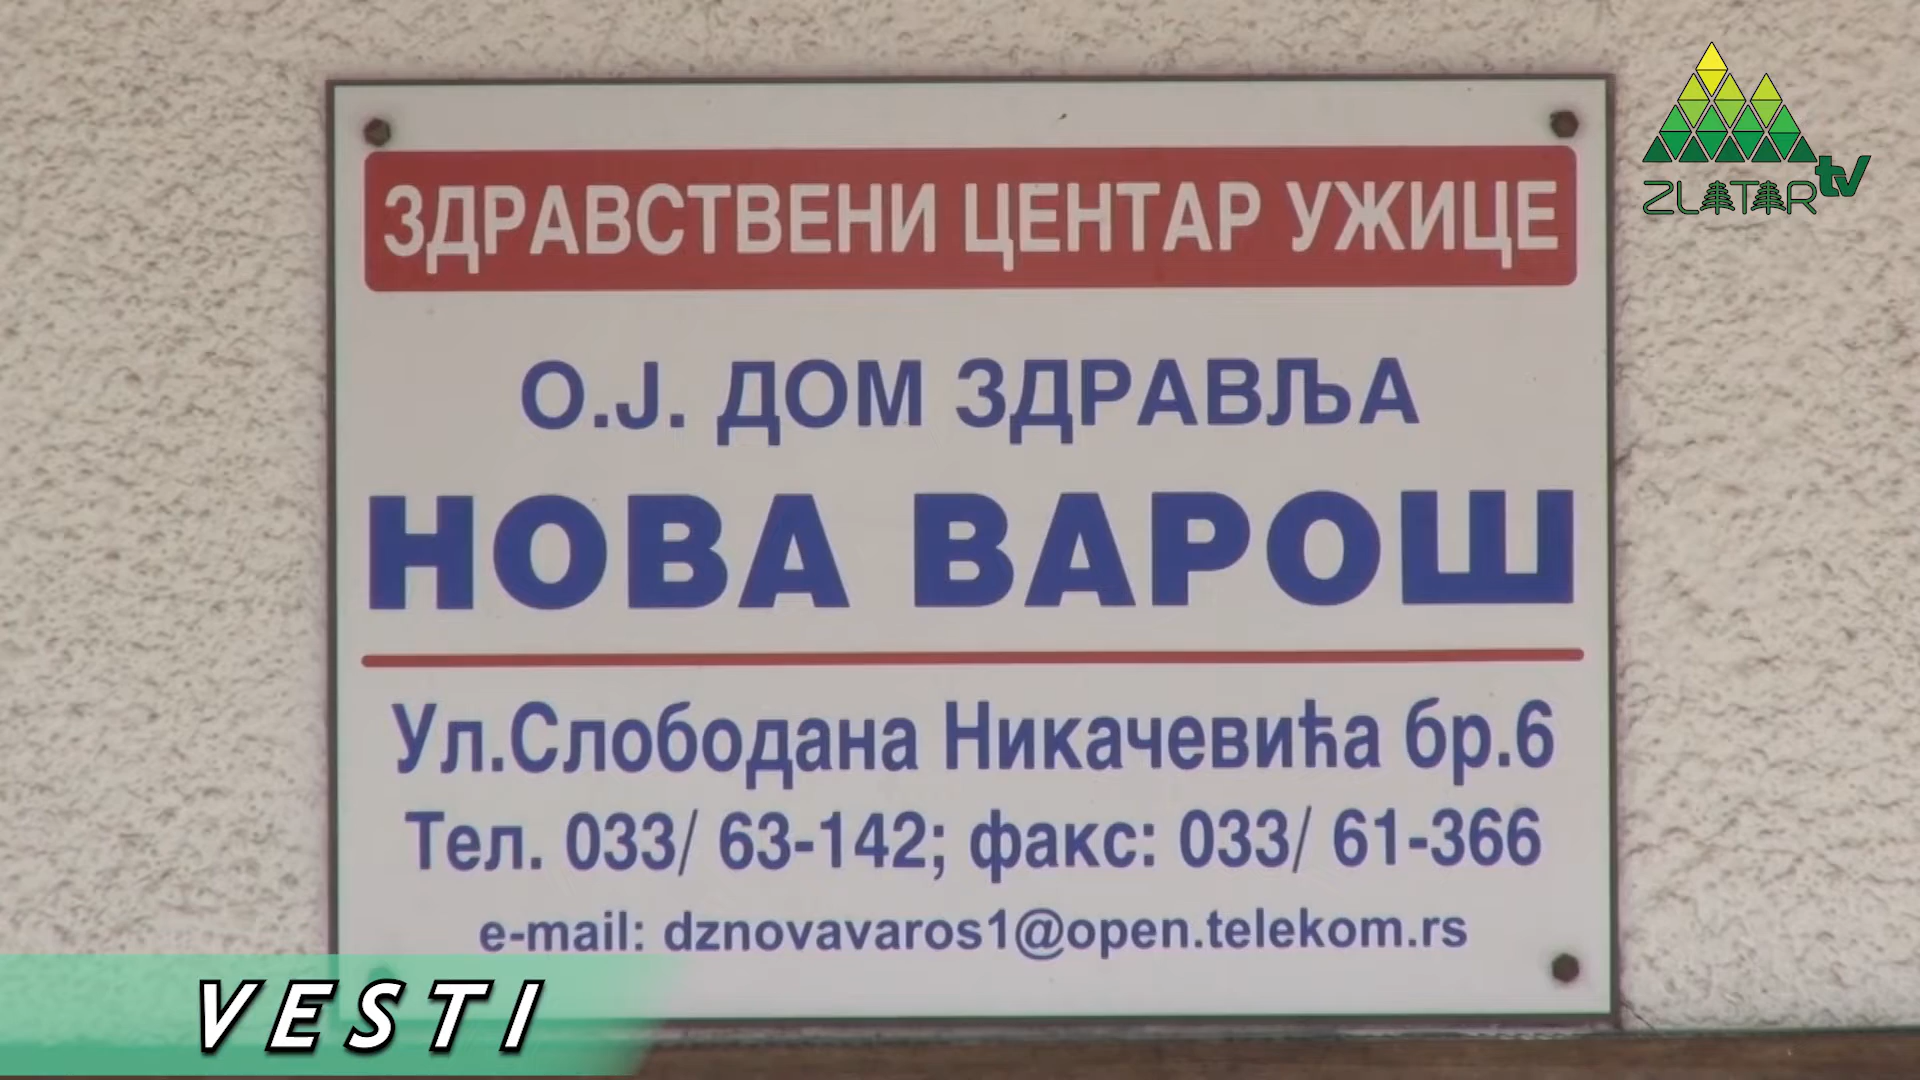 ЗДРАВСТВЕНИ ЦЕНТАР УЖИЦЕ
О.Ј. ДОМ ЗДРАВЉА
НОВА ВАРОШ
Ул.Слободана Никачевића бр.6
Тел. 033/ 63-142; факс: 033/ 61-366
e-mail: dznovavaros1@open.telekom.rs
ZLATAR tv
VESTI